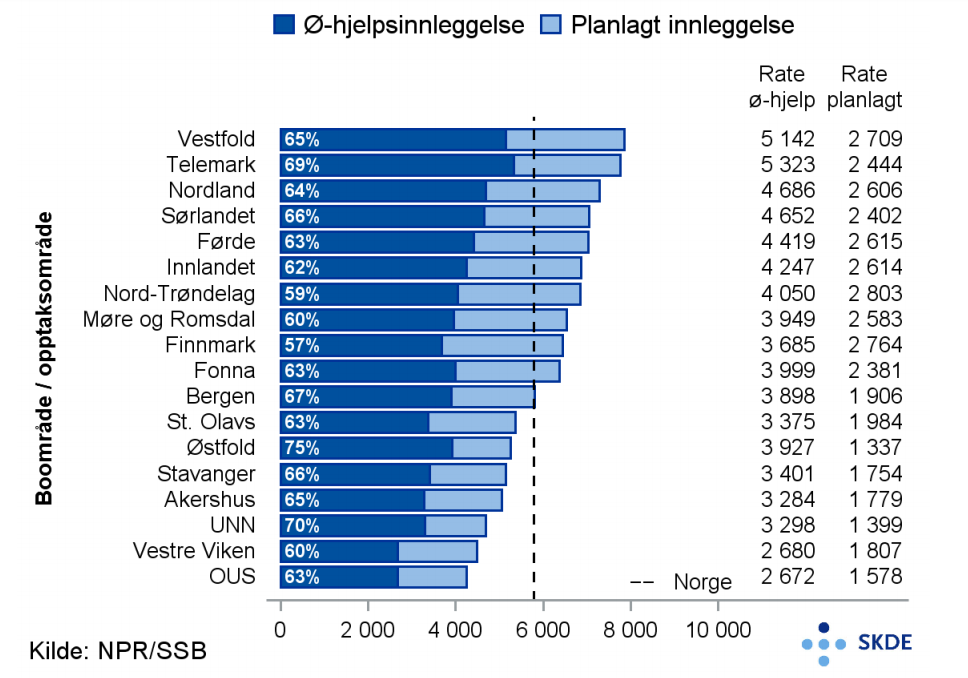 Ø-hjelpsinnleggelse Planlagt innleggelse
Rate Rate
ø-hjelp planlagt
Vestfold 65% 5 142 2 709
Telemark 69% 5 323 2 444
Nordland 64% 4 686 2 606
Sørlandet 66% 4 652 2 402
Førde 63% 4 419 2 615
Innlandet 62% 4 247 2 614
Nord-Trøndelag 59% 4 050 2 803
Møre og Romsdal 60% 3 949 2 583
Finnmark 57% 3 685 2 764
Fonna 63% 3 999 2 381
Bergen 67% 3 898 1 906
St. Olavs 63% 3 375 1 984
Østfold 75% 3 927 1 337
Stavanger 66% 3 401 1 754
Akershus 65% 3 284 1 779
UNN 70% 3 298 1 399
Vestre Viken 60% 2 680 1 807
OUS 63% 2 672 1 578
Boområde / opptaksområde
-- Norge
0 2 000 4 000 6 000 8 000 10 000
Kilde: NPR/SSB
SKDE